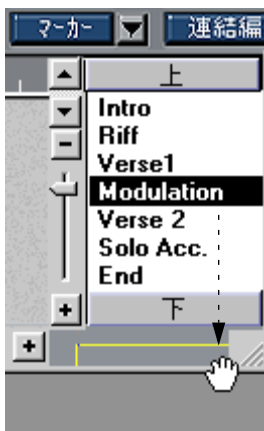 マーカー 連結編
上
Intro
Riff
Verse1
Modulation
Verse 2
Solo Acc.
End
下